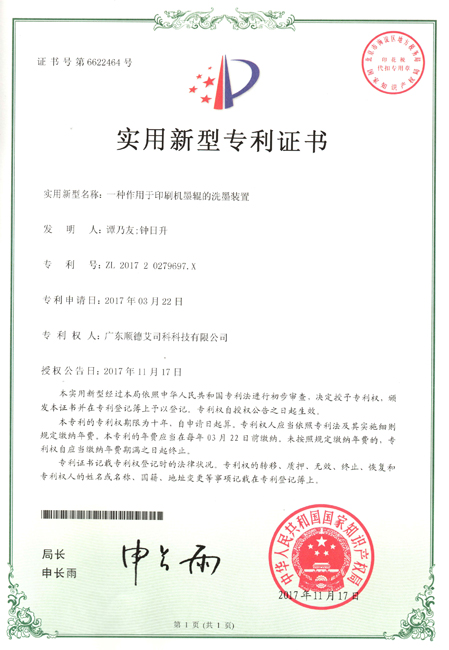 证书号第6622464号
印花税
代扣专用章
实用新型专利证书
实用新型名称：一种作用于印刷机墨辊的洗墨装置
发 明 人：谭乃友;钟日升
专 利 号：ZL 2017 2 0279697.X
专利申请日：2017年03月22日
专 利 权 人：广东顺德艾司科科技有限公司
授权公告日：2017年11月17日
本实用新型经过本局依照中华人民共和国专利法进行初步审查，决定授予专利权，颁
发本证书并在专利登记簿上予以登记。专利权自授权公告之日起生效。
本专利的专利权期限为十年，自申请日起算。专利权人应当依照专利法及其实施细则
规定缴纳年费。本专利的年费应当在每年03月22日前缴纳。未按照规定缴纳年费的，专
利权自应当缴纳年费期满之日起终止。
专利证书记载专利权登记时的法律状况。专利权的转移、质押、无效、终止、恢复和
专利权人的姓名或名称、国籍、地址变更等事项记载在专利登记簿上。
局长
申长雨
申长雨
中华人民共和国国家知识产权局
2017年11月17日
第 1 页 (共 1 页)